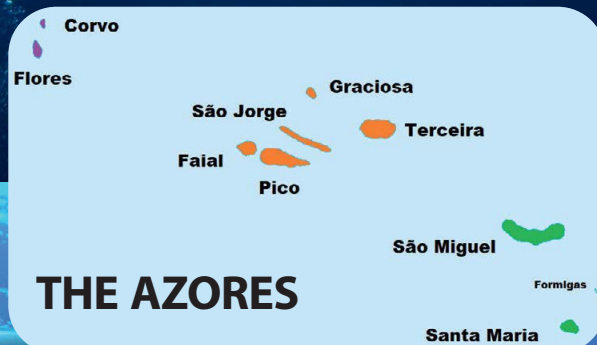 Corvo
Flores
Graciosa
São Jorge
Terceira
Faial
Pico
São Miguel
Formigas
THE AZORES
Santa Maria